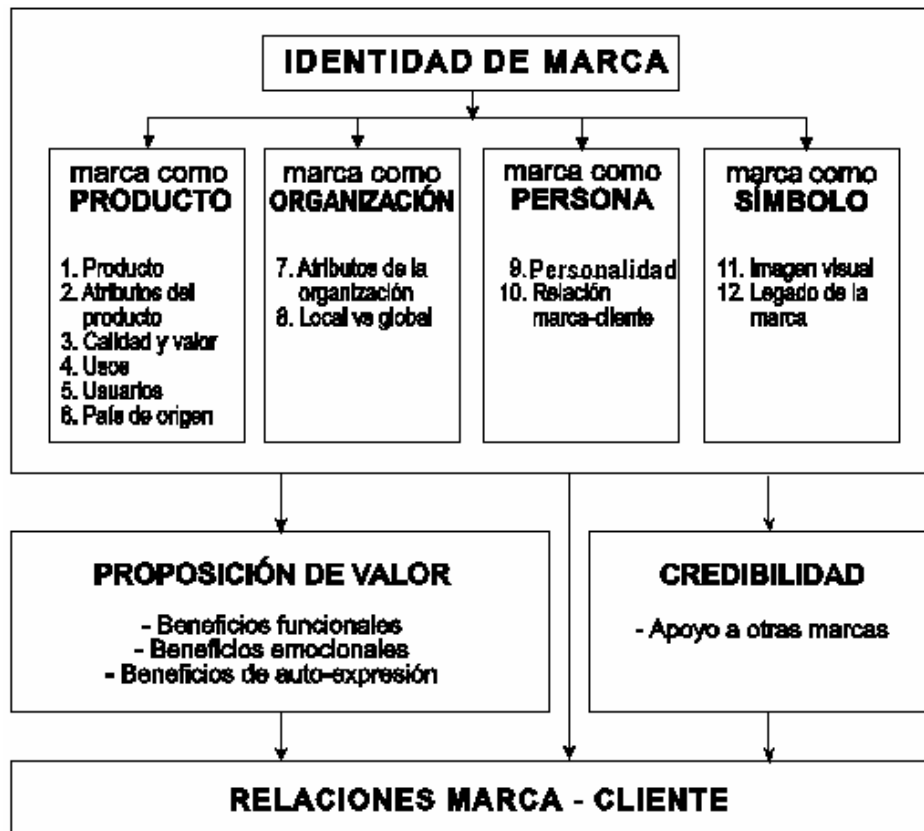 IDENTIDAD DE MARCA
marca como
PRODUCTO
1. Producto
2. Atributos del
producto
3. Calidad y valor
4. Usos
5. Usuarios
6. País de origen
marca como
ORGANIZACIÓN
7. Atributos de la
organización
8. Local vs global
marca como
PERSONA
9. Personalidad
10. Relación
marca-cliente
marca como
SÍMBOLO
11. Imagen visual
12. Legado de la
marca
PROPOSICIÓN DE VALOR
- Beneficios funcionales
- Beneficios emocionales
- Beneficios de auto-expresión
CREDIBILIDAD
- Apoyo a otras marcas
RELACIONES MARCA - CLIENTE